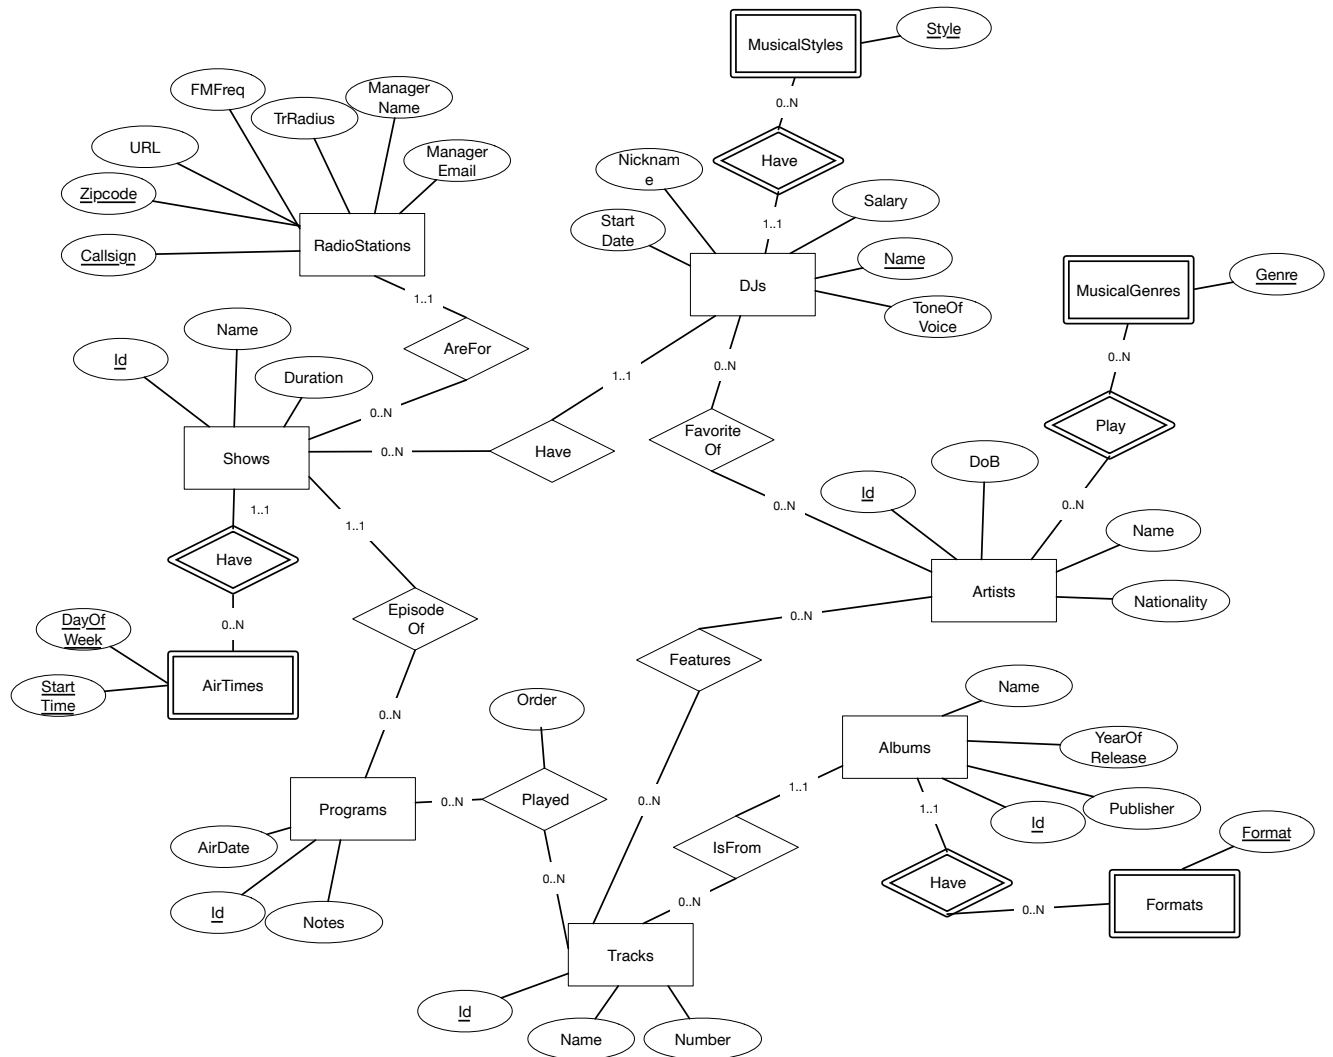 MusicalStyles
Style
0..N
Have
1..1
FMFreq
TrRadius
Manager
Name
URL
Manager
Email
Zipcode
Callsign
RadioStations
Nicknam
e
Salary
Start
Date
Name
DJs
ToneOf
Voice
MusicalGenres
Genre
1..1
AreFor
0..N
Name
Id
Duration
Shows
1..1
0..N
Have
0..N
Favorite
Of
0..N
0..N
Play
0..N
DoB
Id
Name
Artists
Nationality
1..1
Have
0..N
DayOf
Week
Start
Time
AirTimes
1..1
Episode
Of
0..N
0..N
Features
0..N
Order
Programs
0..N
Played
0..N
AirDate
Id
Notes
Name
Albums
YearOf
Release
Publisher
Id
1..1
IsFrom
0..N
1..1
Have
0..N
Format
Formats
Tracks
Id
Name
Number